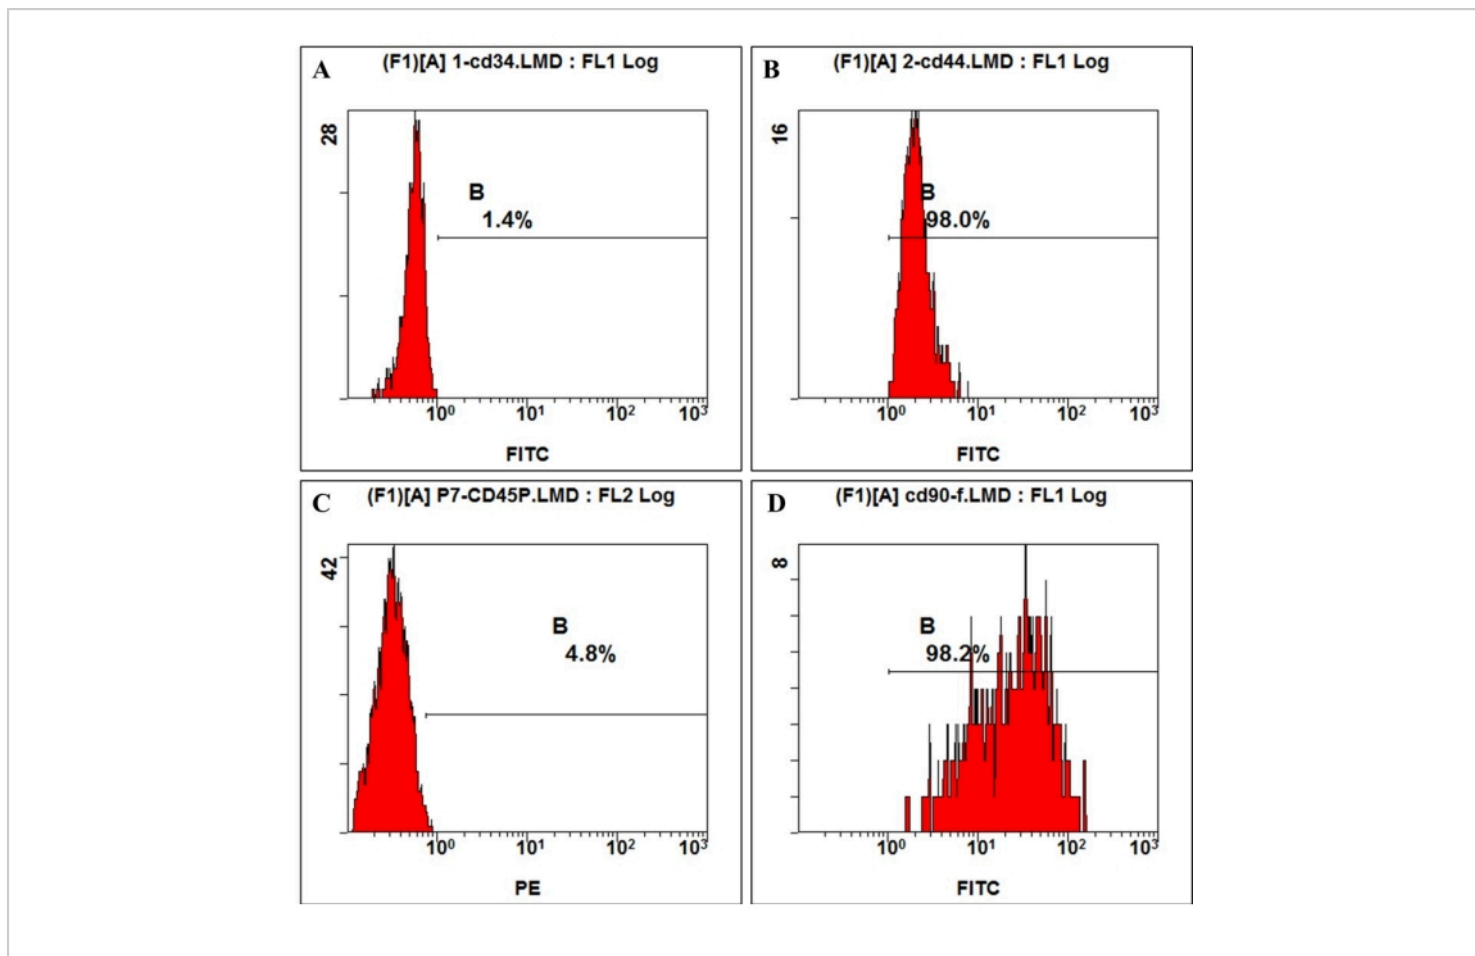 A
(F1)[A] 1-cd34.LMD : FL1 Log
28
B
1.4%
10⁰ 10¹ 10² 10³
FITC
B
(F1)[A] 2-cd44.LMD : FL1 Log
16
B
98.0%
10⁰ 10¹ 10² 10³
FITC
C
(F1)[A] P7-CD45P.LMD : FL2 Log
42
B
4.8%
10⁰ 10¹ 10² 10³
PE
D
(F1)[A] cd90-f.LMD : FL1 Log
8
B
98.2%
10⁰ 10¹ 10² 10³
FITC